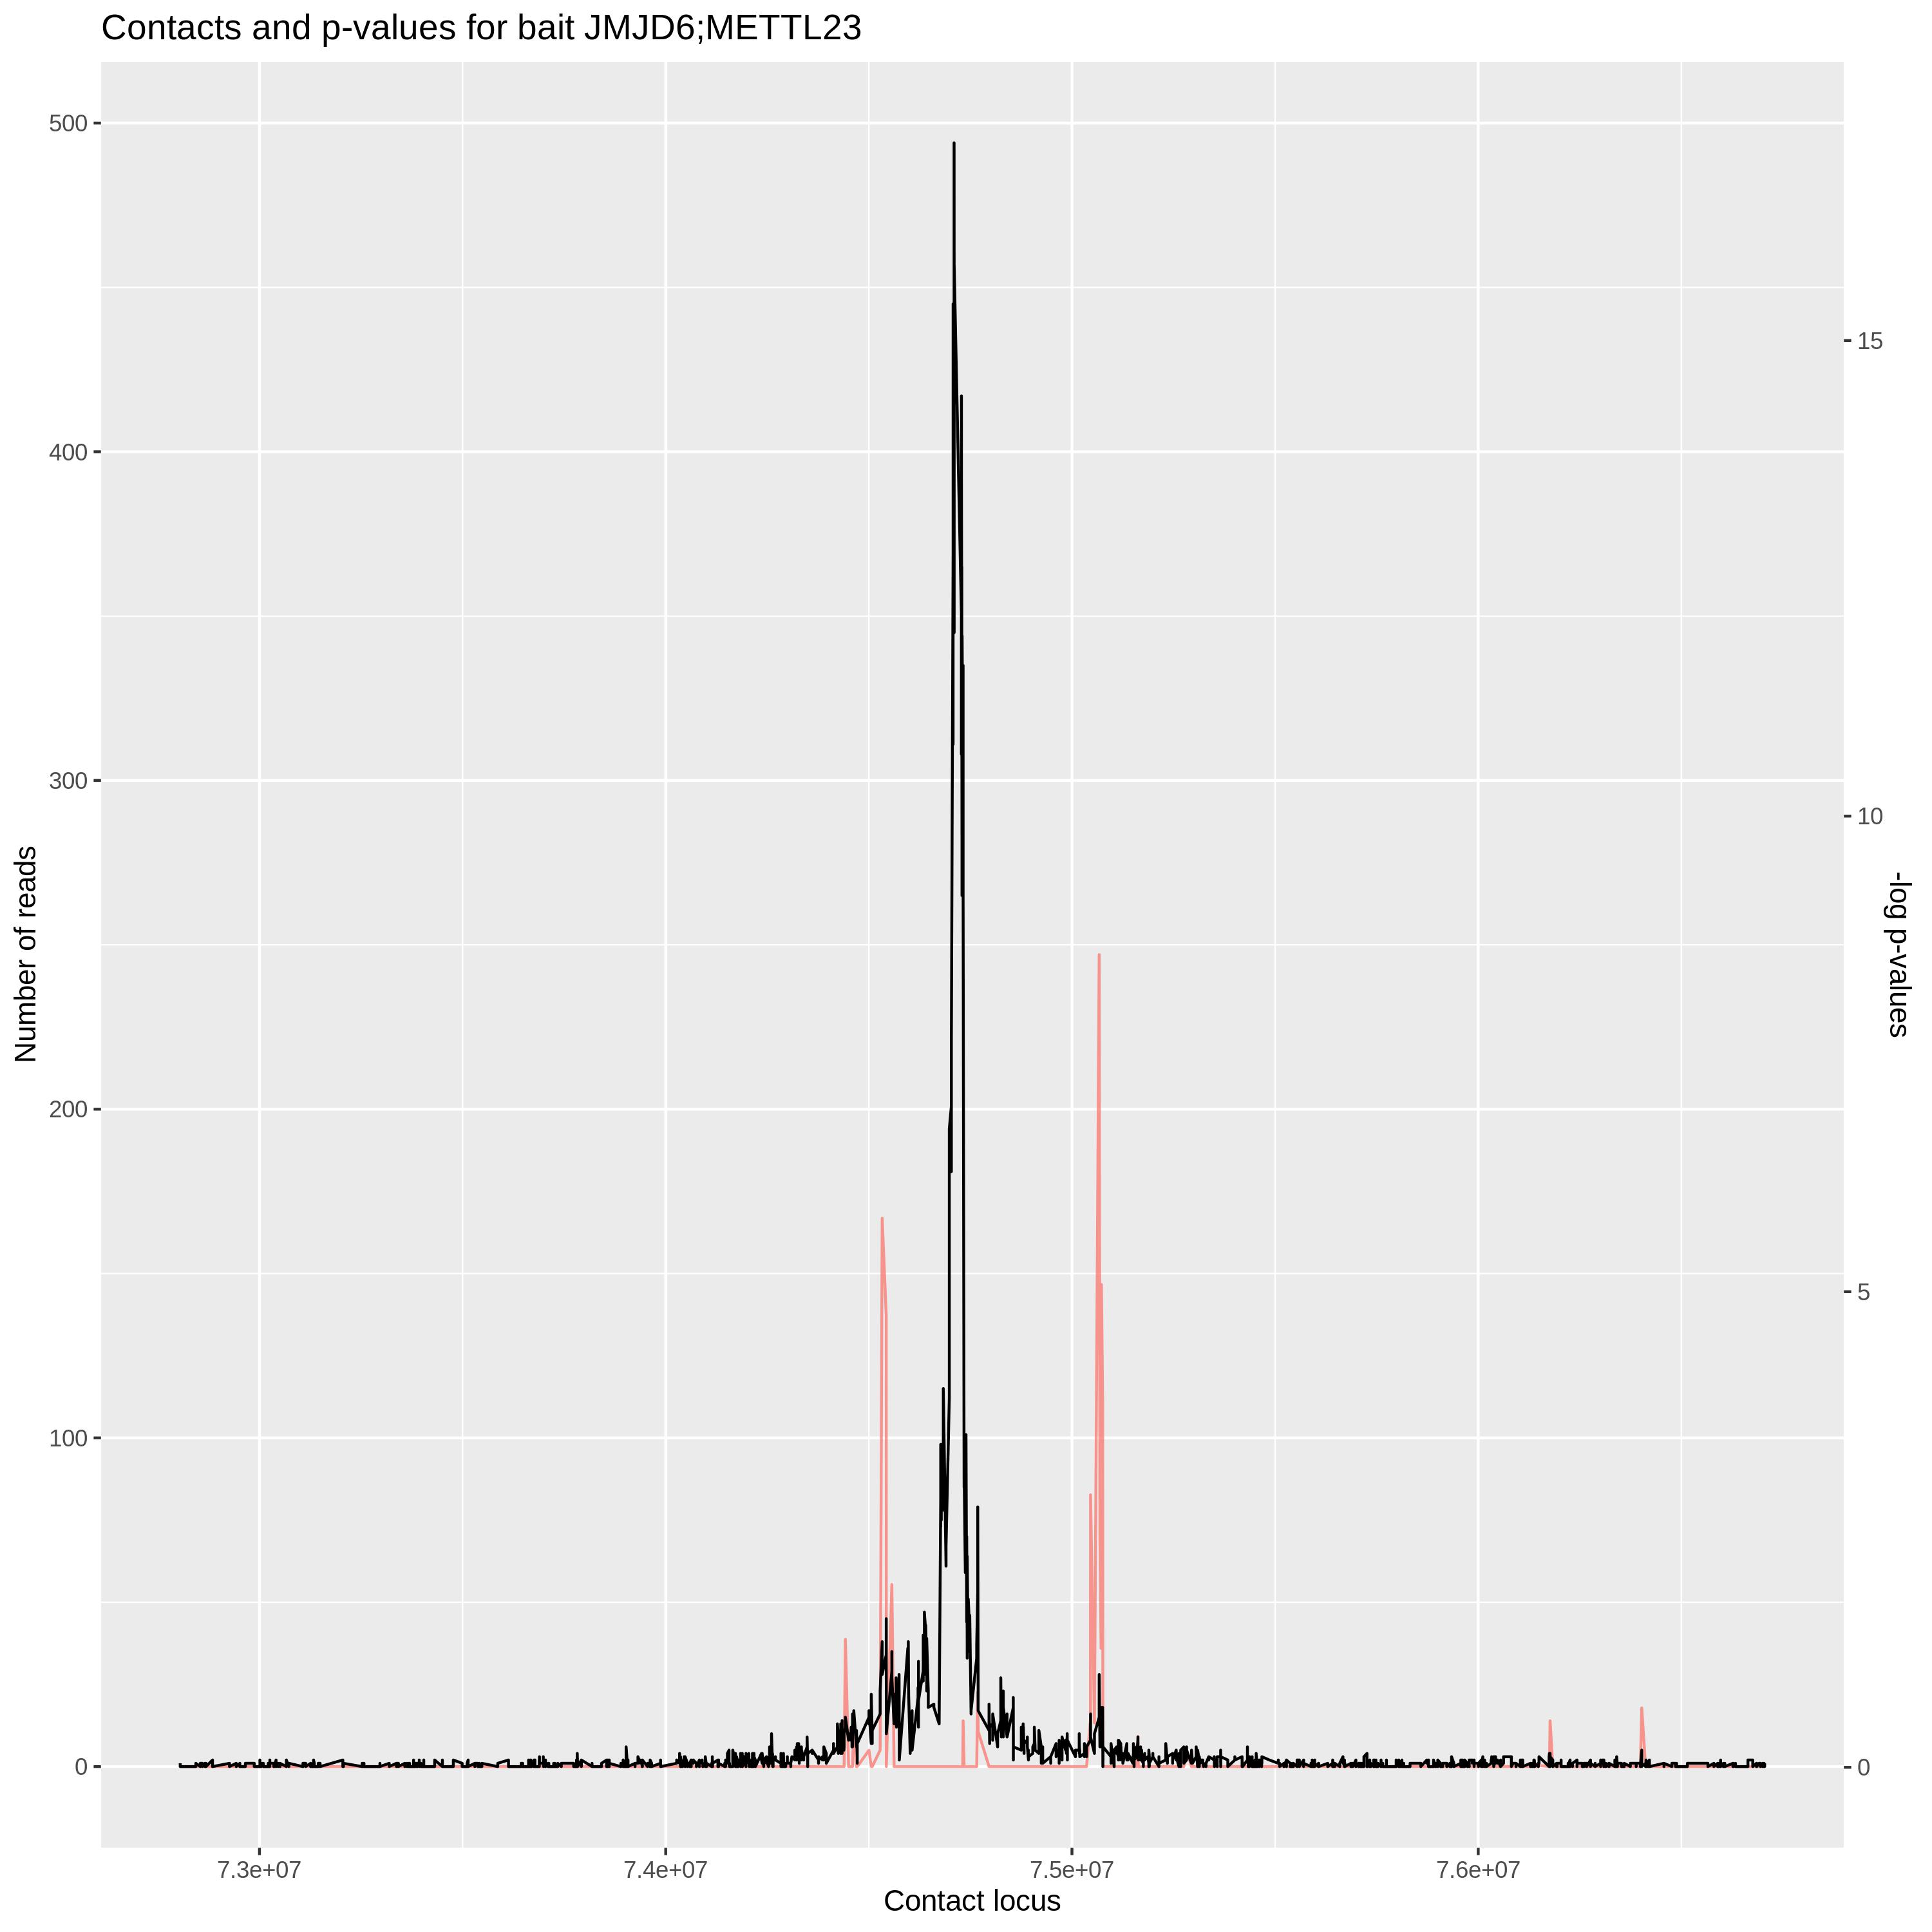 Contacts and p-values for bait JMJD6;METTL23
500
400
300
200
100
0
Number of reads
15
10
5
0
-log p-values
7.3e+07 7.4e+07 7.5e+07 7.6e+07
Contact locus